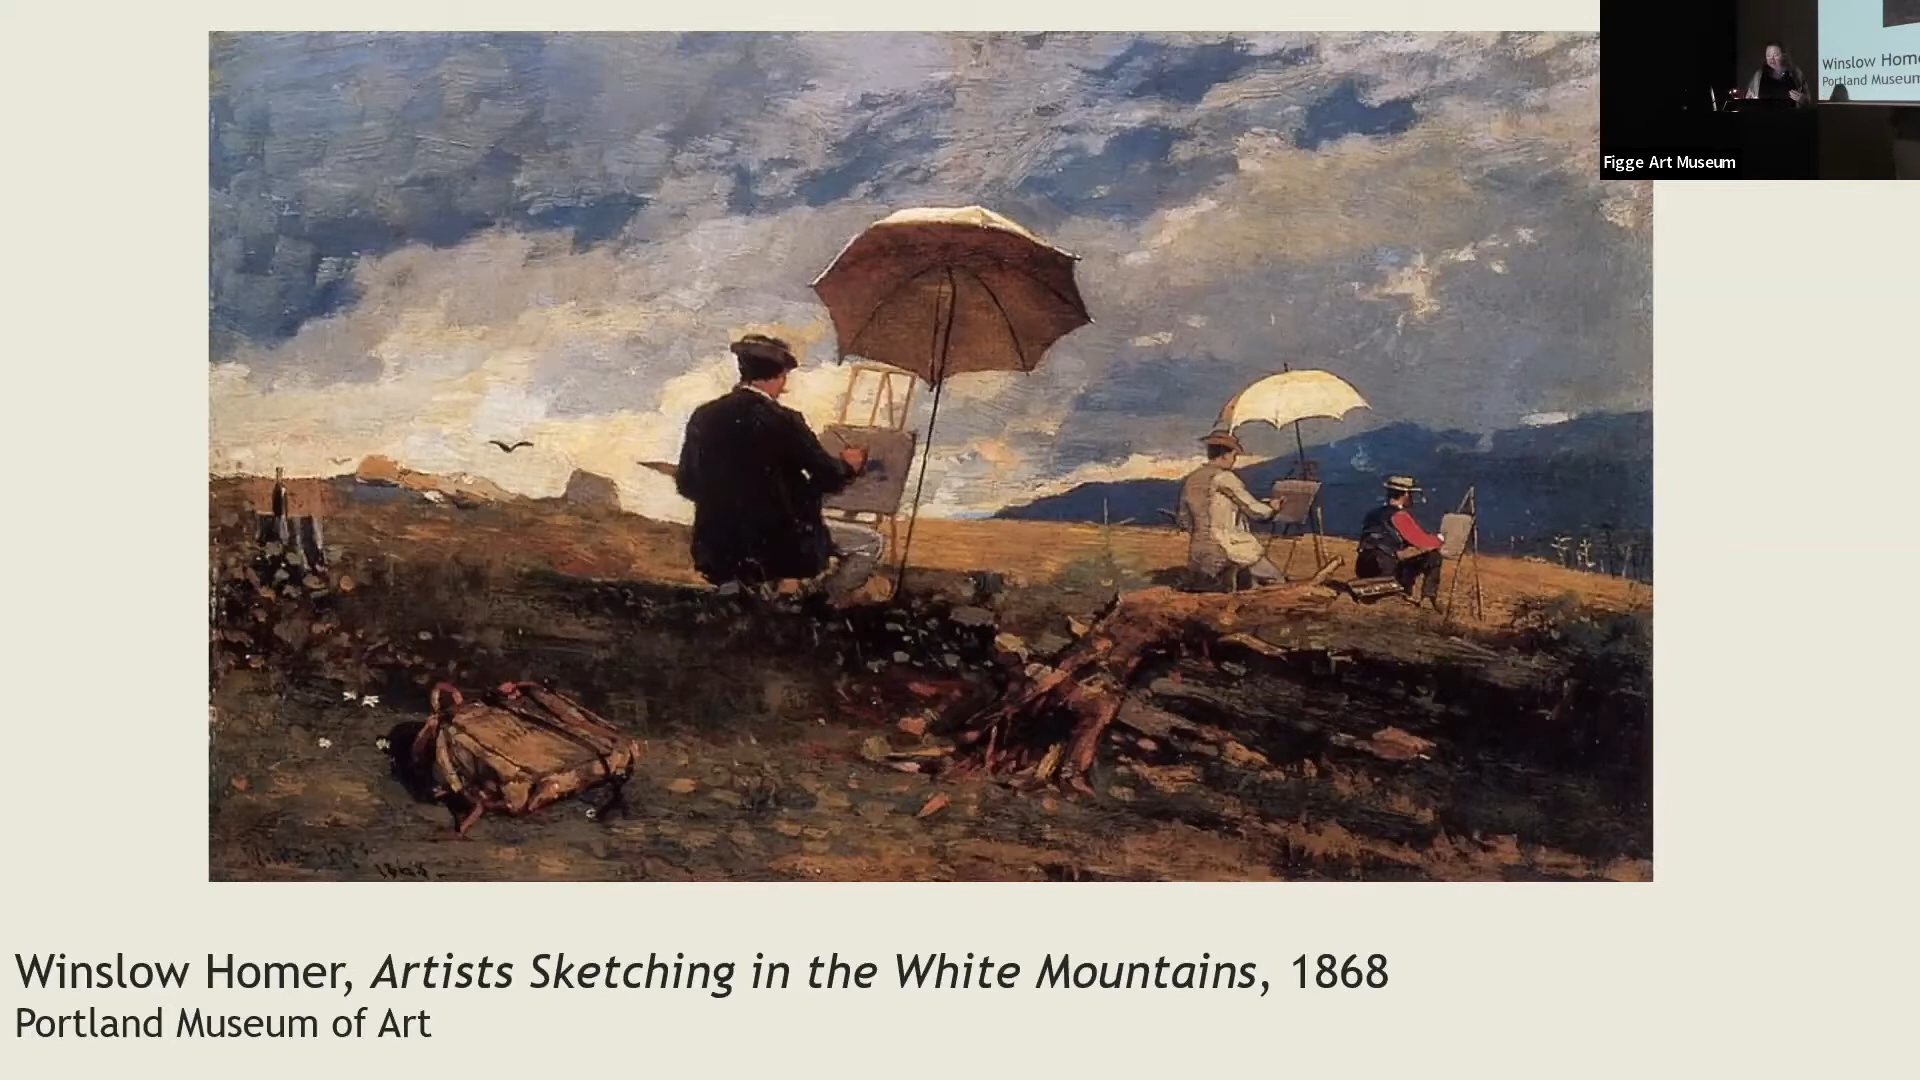 Winslow Home
Portland Museum
Figge Art Museum
1868
Winslow Homer, Artists Sketching in the White Mountains, 1868
Portland Museum of Art